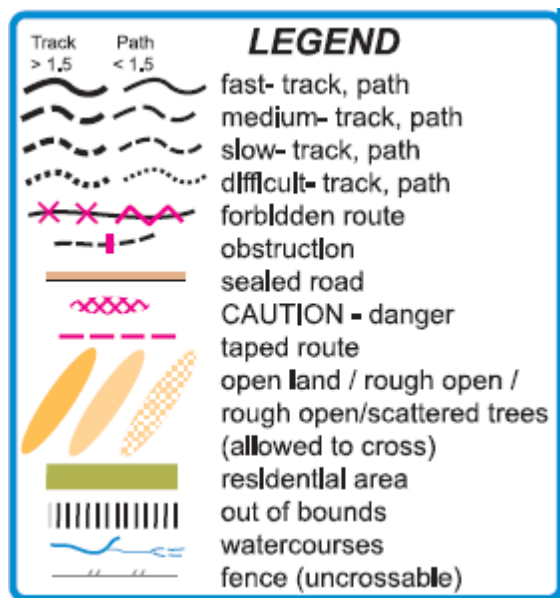 LEGEND
Track Path
> 1.5 < 1.5
fast- track, path
medium- track, path
slow- track, path
difficult- track, path
forbidden route
obstruction
sealed road
CAUTION - danger
taped route
open land / rough open /
rough open/scattered trees
(allowed to cross)
residential area
out of bounds
watercourses
fence (uncrossable)